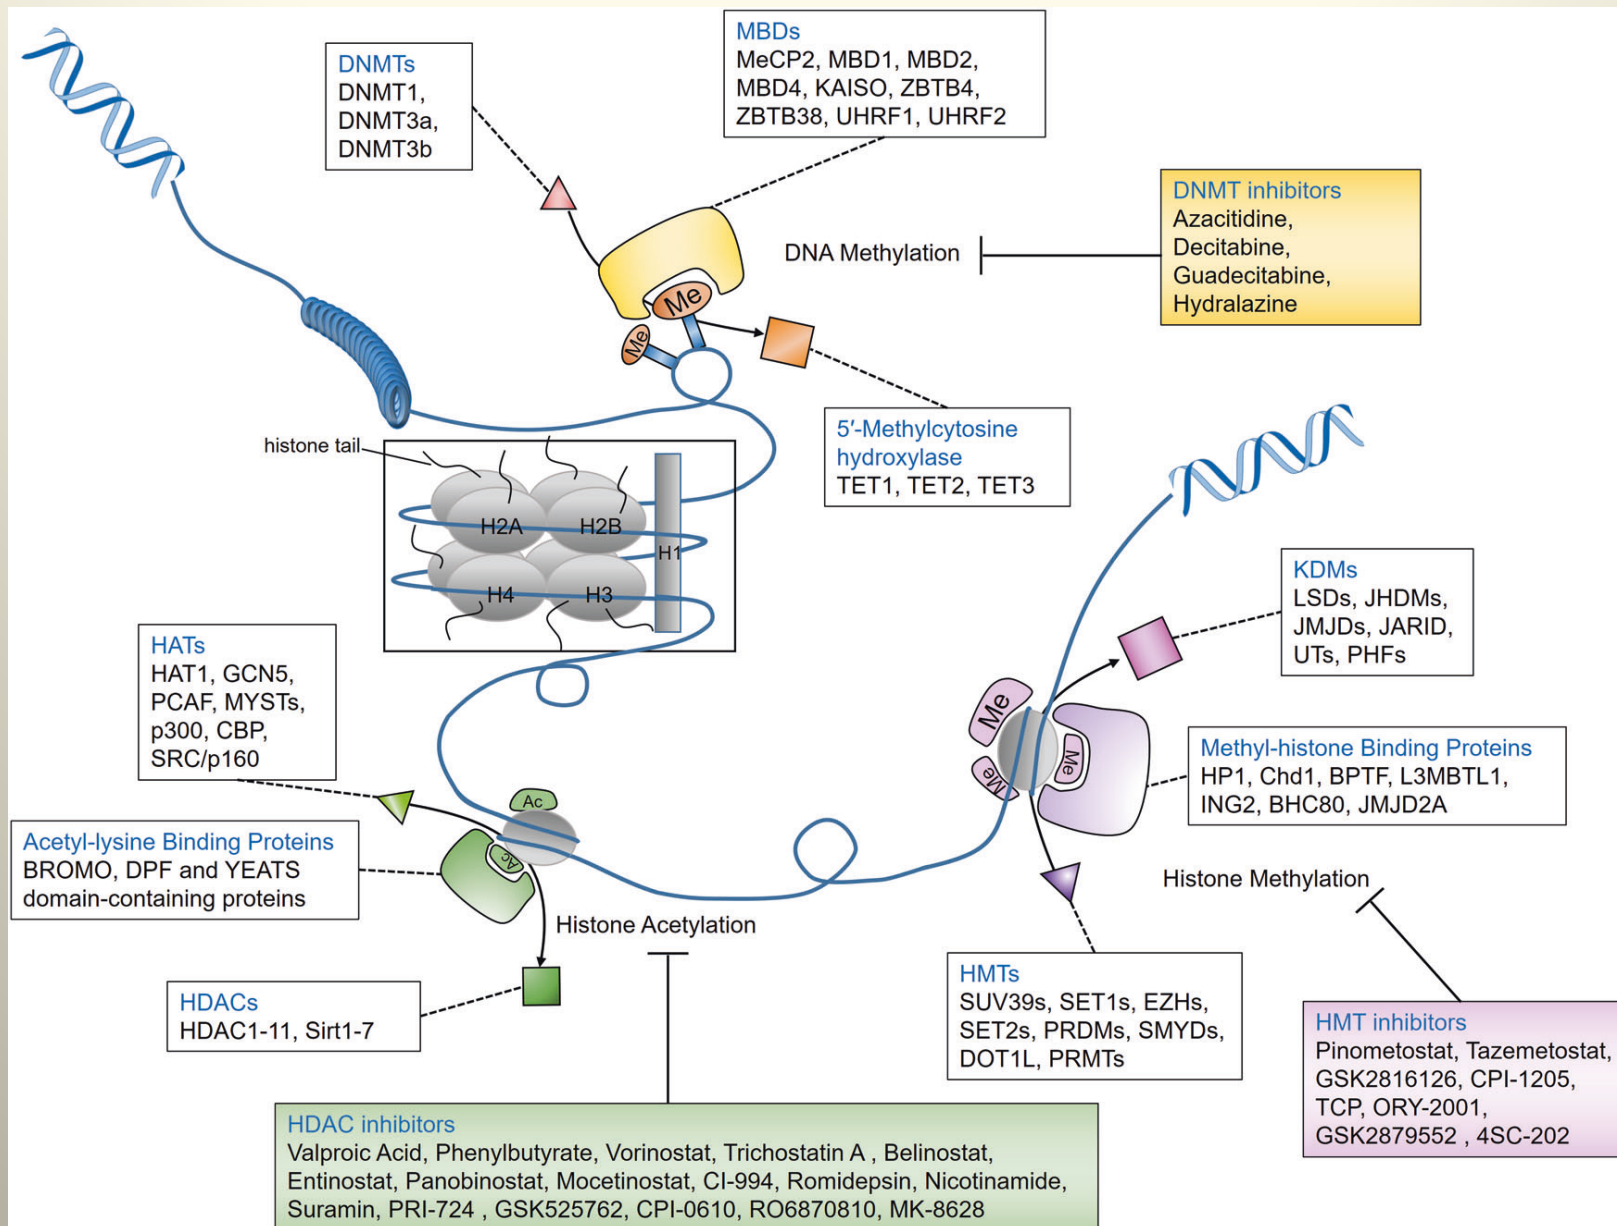 DNMTs
DNMT1,
DNMT3a,
DNMT3b
MBDs
MeCP2, MBD1, MBD2,
MBD4, KAISO, ZBTB4,
ZBTB38, UHRF1, UHRF2
DNMT inhibitors
Azacitidine,
Decitabine,
Guadecitabine,
Hydralazine
DNA Methylation
Me
Me
5′-Methylcytosine
hydroxylase
TET1, TET2, TET3
histone tail
H2A
H2B
H1
H4
H3
KDMs
LSDs, JHDMs,
JMJDs, JARID,
UTs, PHFs
HATs
HAT1, GCN5,
PCAF, MYSTs,
p300, CBP,
SRC/p160
Me
Me
Me
Methyl-histone Binding Proteins
HP1, Chd1, BPTF, L3MBTL1,
ING2, BHC80, JMJD2A
Ac
Ac
Acetyl-lysine Binding Proteins
BROMO, DPF and YEATS
domain-containing proteins
Histone Methylation
Histone Acetylation
HDACs
HDAC1-11, Sirt1-7
HMTs
SUV39s, SET1s, EZHs,
SET2s, PRDMs, SMYDs,
DOT1L, PRMTs
HMT inhibitors
Pinometostat, Tazemetostat,
GSK2816126, CPI-1205,
TCP, ORY-2001,
GSK2879552 , 4SC-202
HDAC inhibitors
Valproic Acid, Phenylbutyrate, Vorinostat, Trichostatin A , Belinostat,
Entinostat, Panobinostat, Mocetinostat, CI-994, Romidepsin, Nicotinamide,
Suramin, PRI-724 , GSK525762, CPI-0610, RO6870810, MK-8628